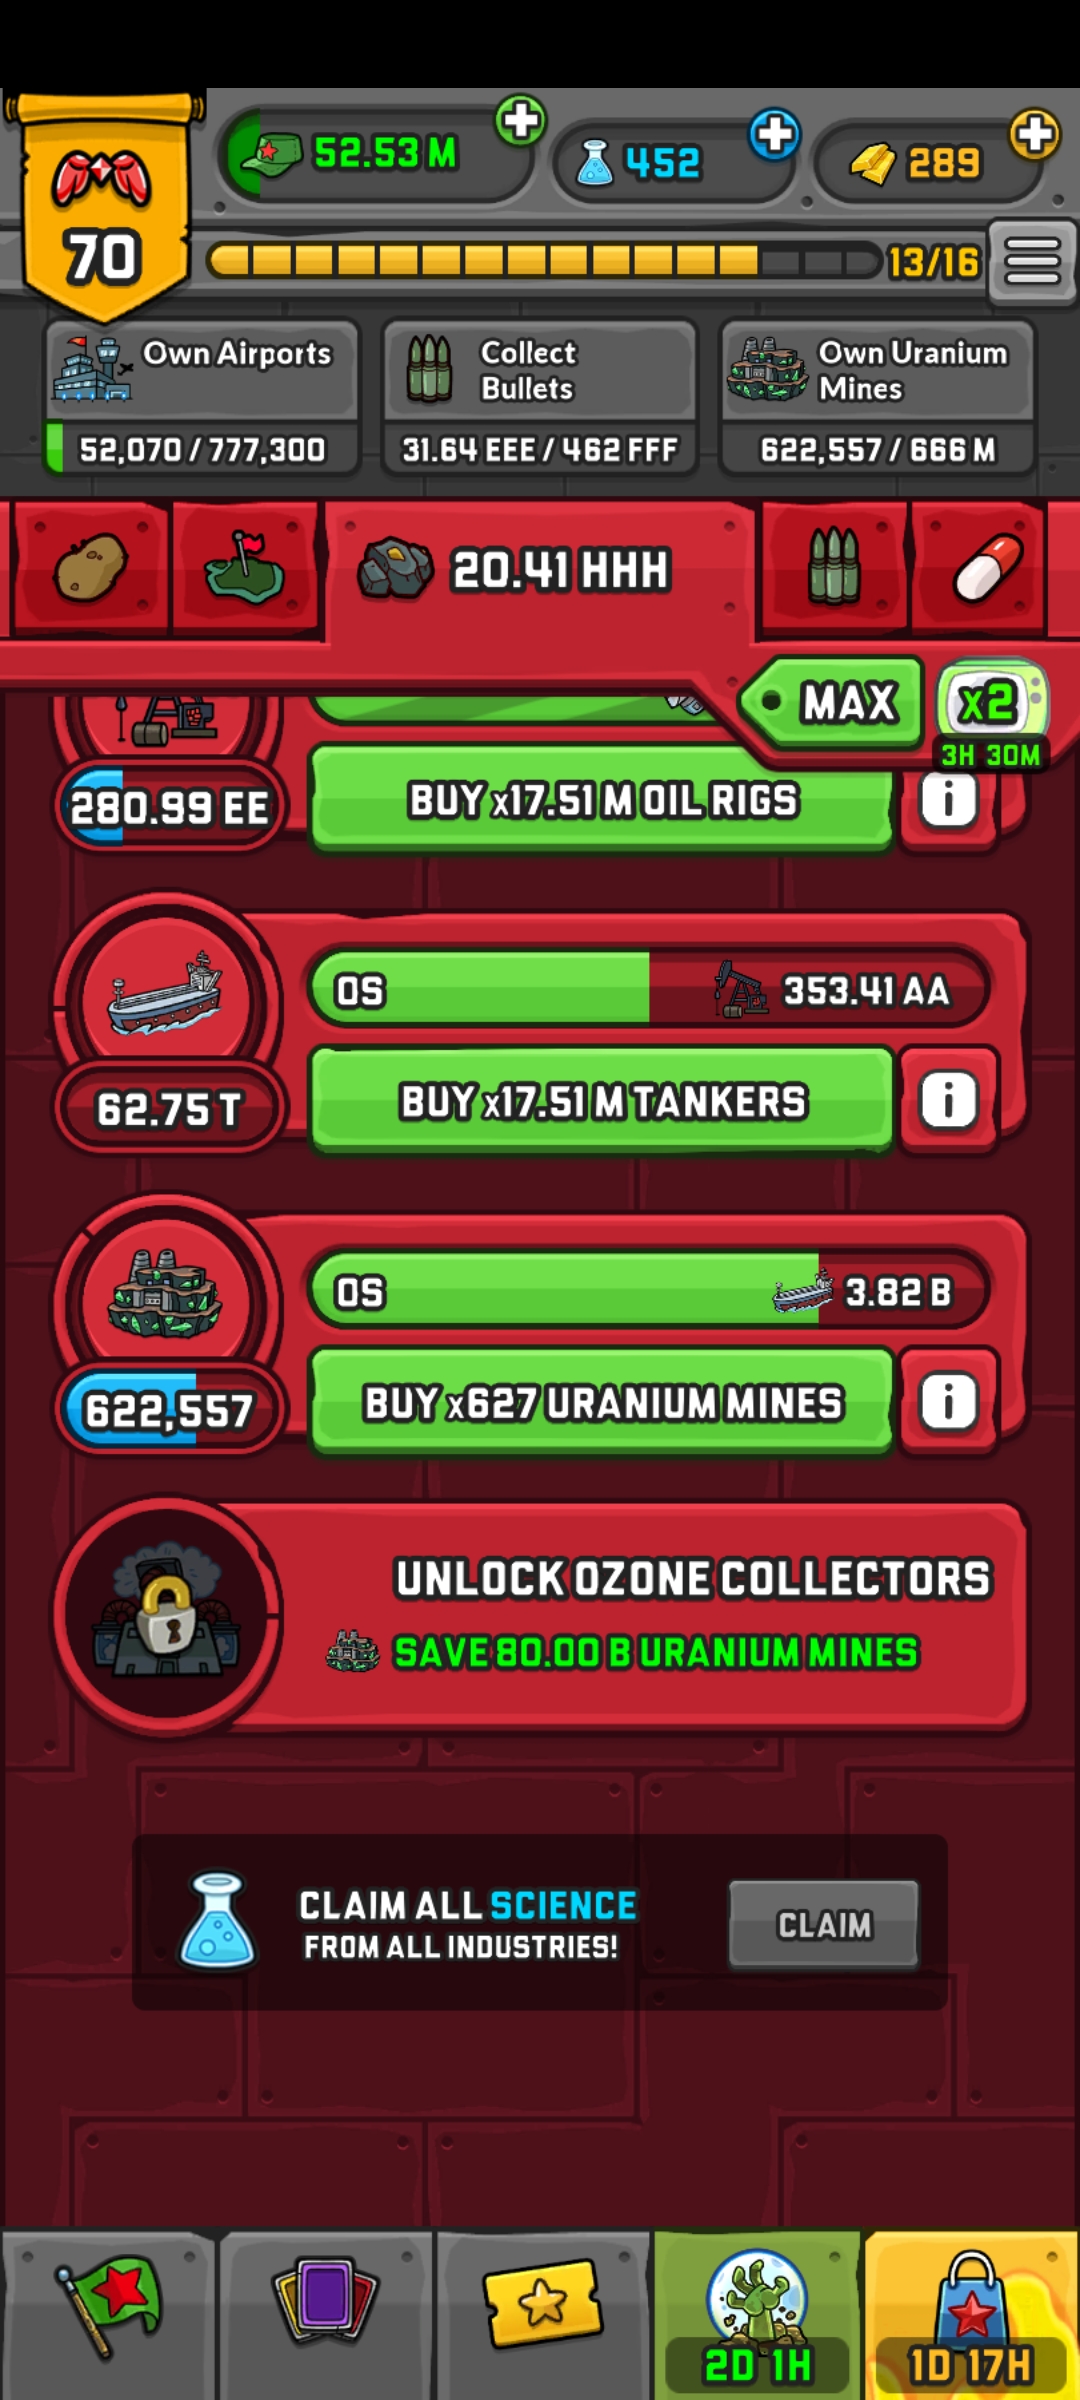 52.53 M
452
289
70
13/16
Own Airports
52,070 / 777,300
Collect
Bullets
31.64 EEE / 462 FFF
Own Uranium
Mines
622,557 / 666 M
20.41 HHH
MAX
x2
3H 30M
280.99 EE
BUY x17.51 M OIL RIGS
i
0S
353.41 AA
62.75 T
BUY x17.51 M TANKERS
i
0S
3.82 B
622,557
BUY x627 URANIUM MINES
i
UNLOCK OZONE COLLECTORS
SAVE 80.00 B URANIUM MINES
CLAIM ALL SCIENCE
FROM ALL INDUSTRIES!
CLAIM
2D 1H
1D 17H